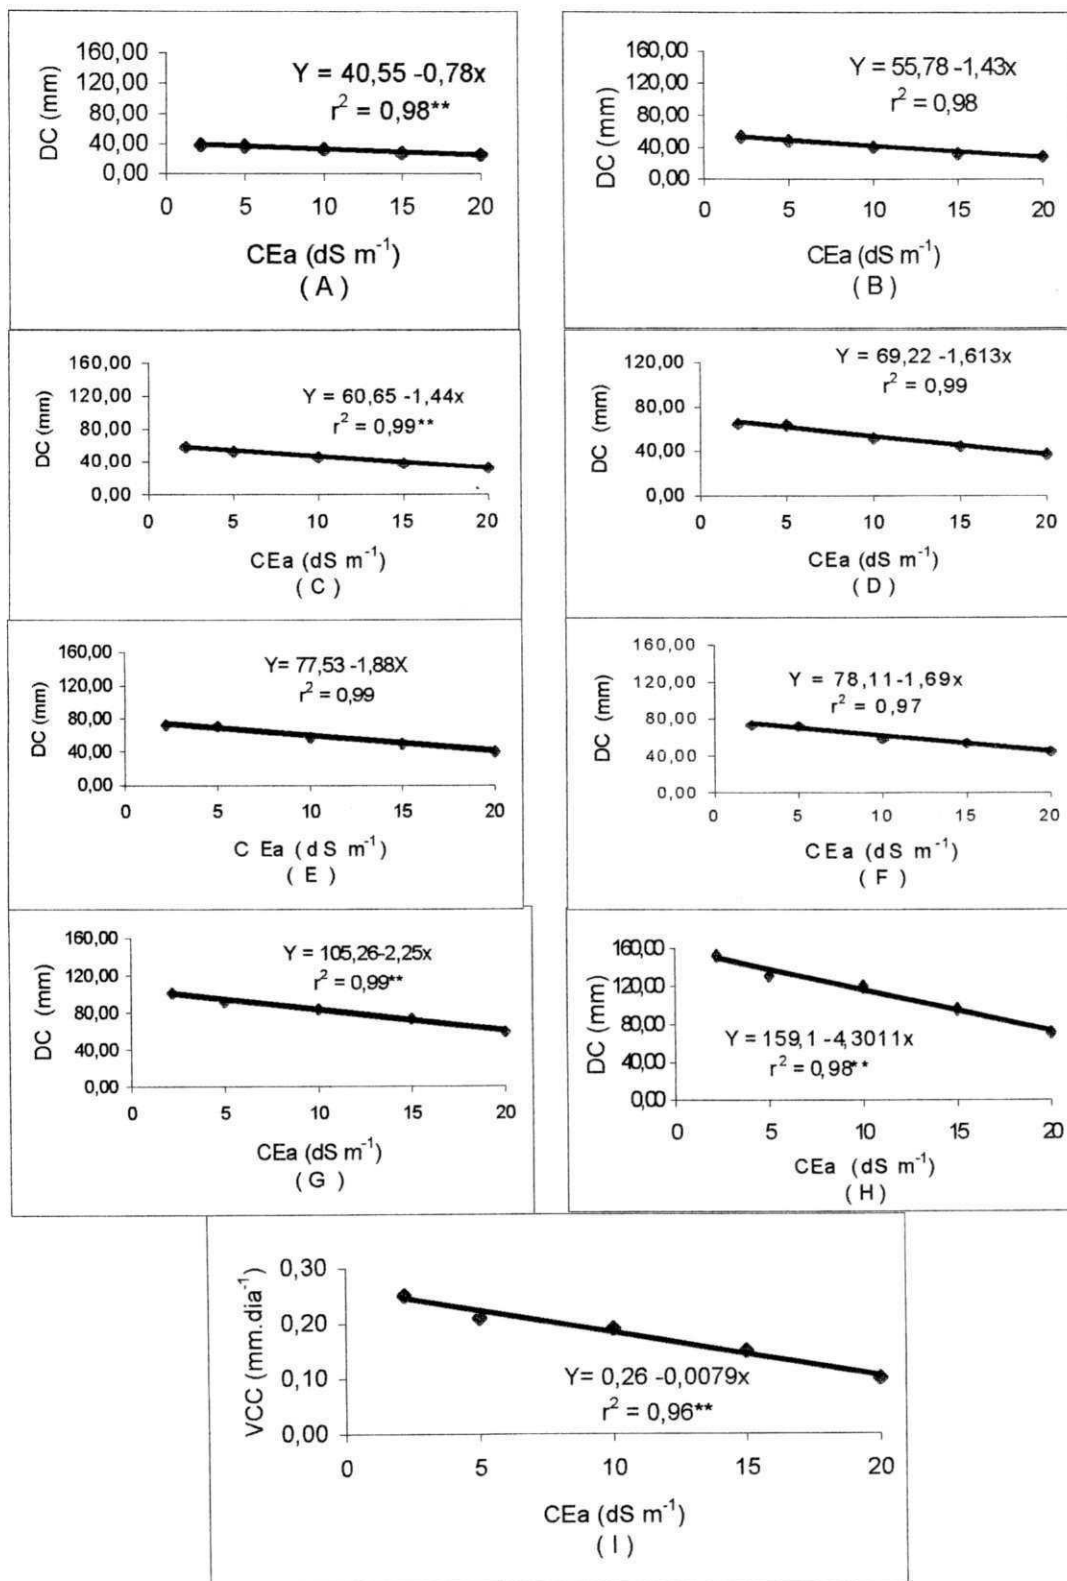 160,00
120,00
80,00
40,00
0,00
DC (mm)
Y = 40,55 -0,78x
r² = 0,98**
0 5 10 15 20
CEa (dS m⁻¹)
( A )
160,00
120,00
80,00
40,00
0,00
DC (mm)
Y = 55,78 -1,43x
r² = 0,98
0 5 10 15 20
CEa (dS m⁻¹)
( B )
160,00
120,00
80,00
40,00
0,00
DC (mm)
Y = 60,65 -1,44x
r² = 0,99**
0 5 10 15 20
CEa (dS m⁻¹)
( C )
120,00
80,00
40,00
0,00
DC (mm)
Y = 69,22 -1,613x
r² = 0,99
0 5 10 15 20
CEa (dS m⁻¹)
( D )
160,00
120,00
80,00
40,00
0,00
DC (mm)
Y= 77,53 -1,88X
r² = 0,99
0 5 10 15 20
C Ea (dS m⁻¹)
( E )
160,00
120,00
80,00
40,00
0,00
DC (mm)
Y = 78,11-1,69x
r² = 0,97
0 5 10 15 20
CEa (dS m⁻¹)
( F )
160,00
120,00
80,00
40,00
0,00
DC (mm)
Y = 105,26-2,25x
r² = 0,99**
0 5 10 15 20
CEa (dS m⁻¹)
( G )
160,00
120,00
80,00
40,00
0,00
DC (mm)
Y = 159,1 -4,3011x
r² = 0,98**
0 5 10 15 20
CEa (dS m⁻¹)
( H )
0,30
0,20
0,10
0,00
VCC (mm.dia⁻¹)
Y= 0,26 -0,0079x
r² = 0,96**
0 5 10 15 20
CEa (dS m⁻¹)
( I )